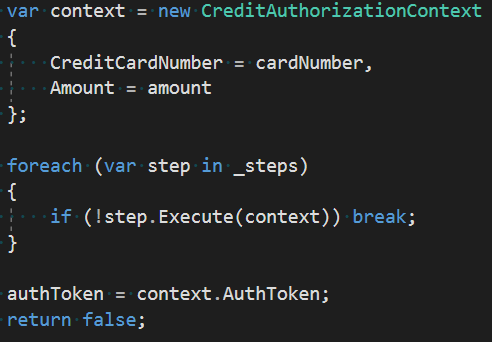 var context = new CreditAuthorizationContext
{
    CreditCardNumber = cardNumber,
    Amount = amount
};

foreach (var step in _steps)
{
    if (!step.Execute(context)) break;
}

authToken = context.AuthToken;
return false;